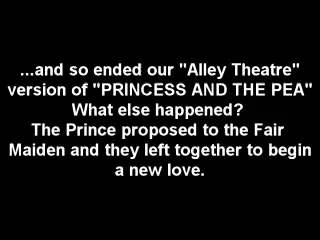 ...and so ended our "Alley Theatre"
version of "PRINCESS AND THE PEA"
What else happened?
The Prince proposed to the Fair
Maiden and they left together to begin
a new love.